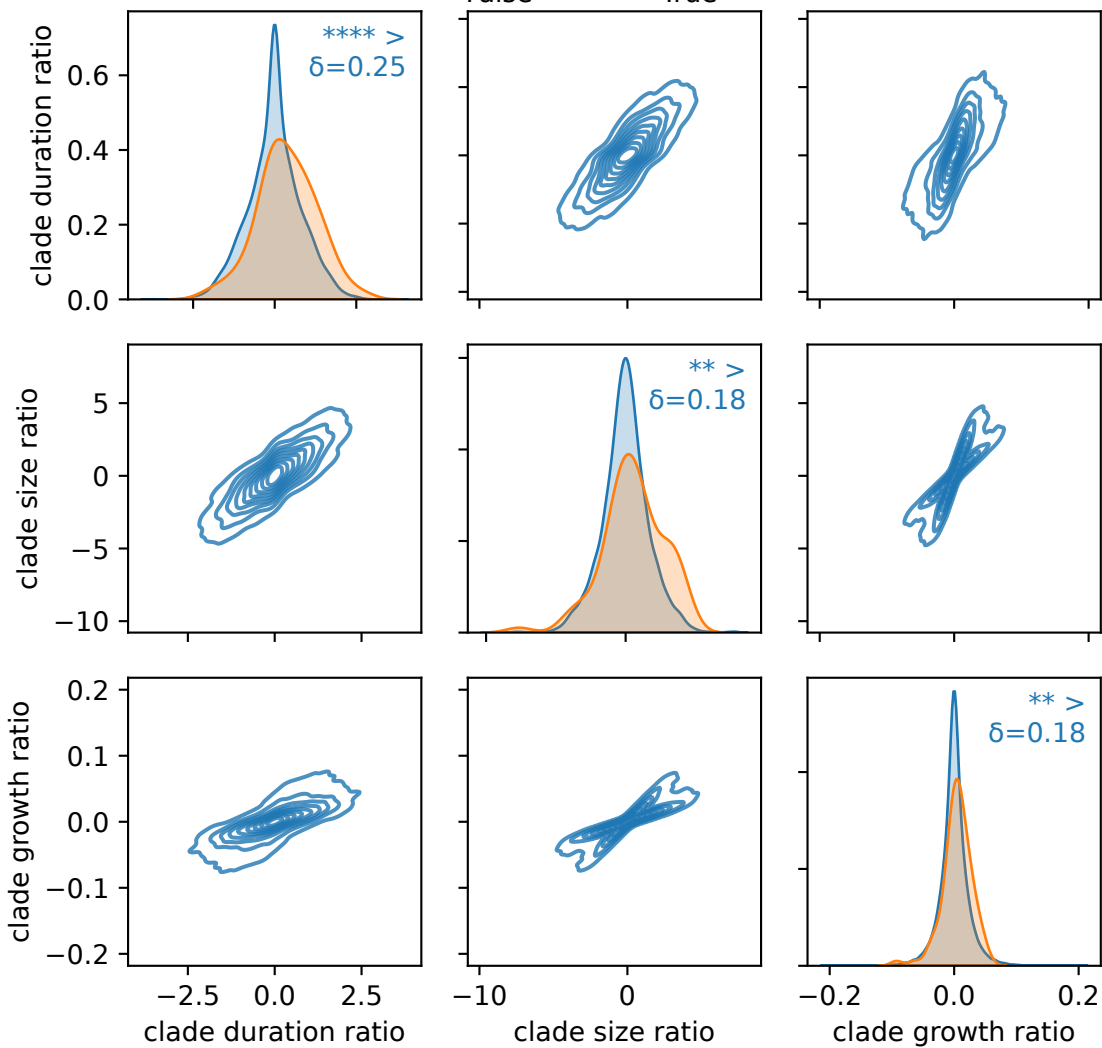 clade duration ratio
0.6
0.4
0.2
0.0
**** >
δ=0.25
clade size ratio
5
0
−5
−10
** >
δ=0.18
clade growth ratio
0.2
0.1
0.0
−0.1
−0.2
** >
δ=0.18
−2.5 0.0 2.5
−10 0
−0.2 0.0 0.2
clade duration ratio
clade size ratio
clade growth ratio